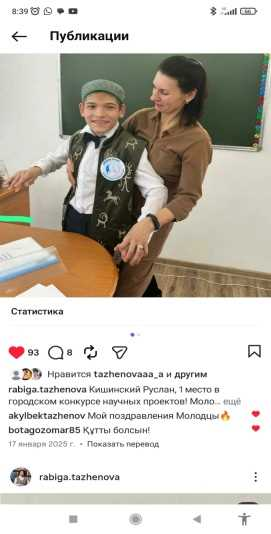 8:39
66
Публикации
Статистика
93 8
Нравится tazhenovaaa_a и другим
rabiga.tazhenova Кишинский Руслан, 1 место в
городском конкурсе научных проектов! Моло... ещё
akylbektazhenov Мой поздравления Молодцы🔥
botagozomar85 Құтты болсын!
17 января 2025 г. • Показать перевод
rabiga.tazhenova